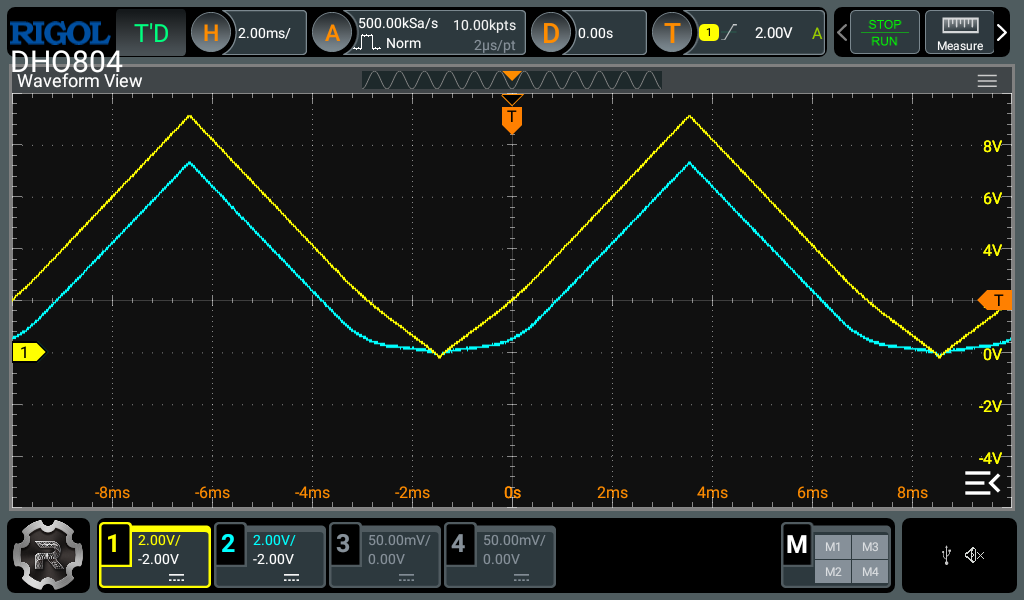 RIGOL T'D H 2.00ms/ A 500.00kSa/s 10.00kpts D 0.00s T 1 2.00V A STOP
Norm 2µs/pt RUN Measure
DHO804
Waveform View
T
8V
6V
4V
T
1 0V
-2V
-4V
-8ms -6ms -4ms -2ms 0s 2ms 4ms 6ms 8ms
1 2.00V/ 2 2.00V/ 3 50.00mV/ 4 50.00mV/ M M1 M3
-2.00V -2.00V 0.00V 0.00V M2 M4